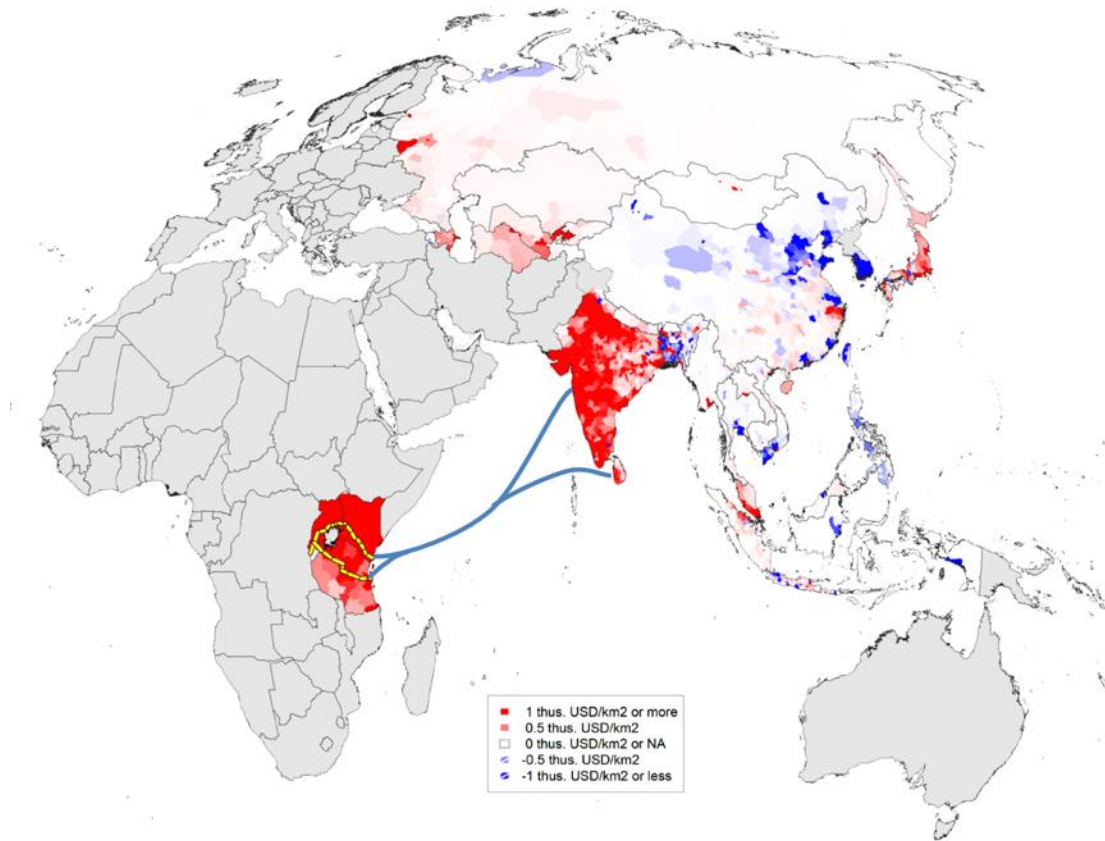 1 thus. USD/km2 or more
0.5 thus. USD/km2
0 thus. USD/km2 or NA
-0.5 thus. USD/km2
-1 thus. USD/km2 or less